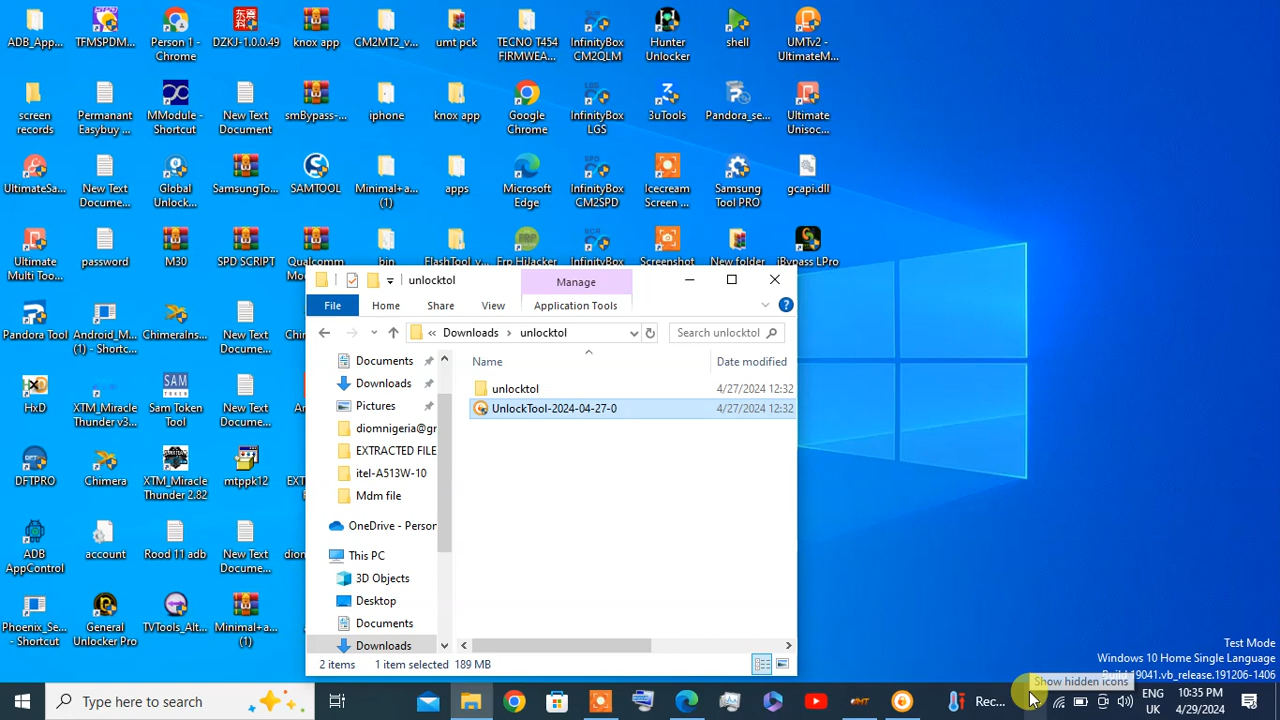 ADB_App... TFMSPDM... Person 1 - DZKJ-1.0.0.49 knox app CM2MT2_v... umt pck TECNO T454 InfinityBox Hunter shell UMTv2 -
Chrome FIRMWEA... CM2QLM Unlocker UltimateM...
screen Permanant MModule - New Text smBypass-... iphone knox app Google InfinityBox 3uTools Pandora_se... Ultimate
records Easybuy ... Shortcut Document Chrome LGS Unisoc...
UltimateSa... New Text Global SamsungTo... SAMTOOL Minimal+a... apps Microsoft InfinityBox Icecream Samsung gcapi.dll
Docume... Unlock... (1) Edge CM2SPD Screen ... Tool PRO
Ultimate password M30 SPD SCRIPT Qualcomm bin FlashTool_v... Frp HiJacker InfinityBox Screenshot New folder iBypass LPro
Multi Too...
unlocktol Manage
File Home Share View Application Tools
Downloads unlocktol Search unlocktol
Name Date modified
unlocktol 4/27/2024 12:32
UnlockTool-2024-04-27-0 4/27/2024 12:32
Documents
Downloads
Pictures
diomnigeria@gr
EXTRACTED FILE
itel-A513W-10
Mdm file
OneDrive - Person
This PC
3D Objects
Desktop
Documents
Downloads
2 items 1 item selected 189 MB
Pandora Tool Android_M... ChimeraIns... New Text
(1) - Shortc... Docume...
HxD XTM_Miracle Sam Token New Text
Thunder v3... Tool Docume...
DFTPRO Chimera XTM_Miracle mtppk12
Thunder 2.82
ADB account Rood 11 adb New Text
AppControl Docume...
Phoenix_Se... General TVTools_Alt... Minimal+a...
- Shortcut Unlocker Pro (1)
Test Mode
Windows 10 Home Single Language
Build 19041.vb_release.191206-1406
Show hidden icons
Type here to search
Rec...
ENG
UK
10:35 PM
4/29/2024